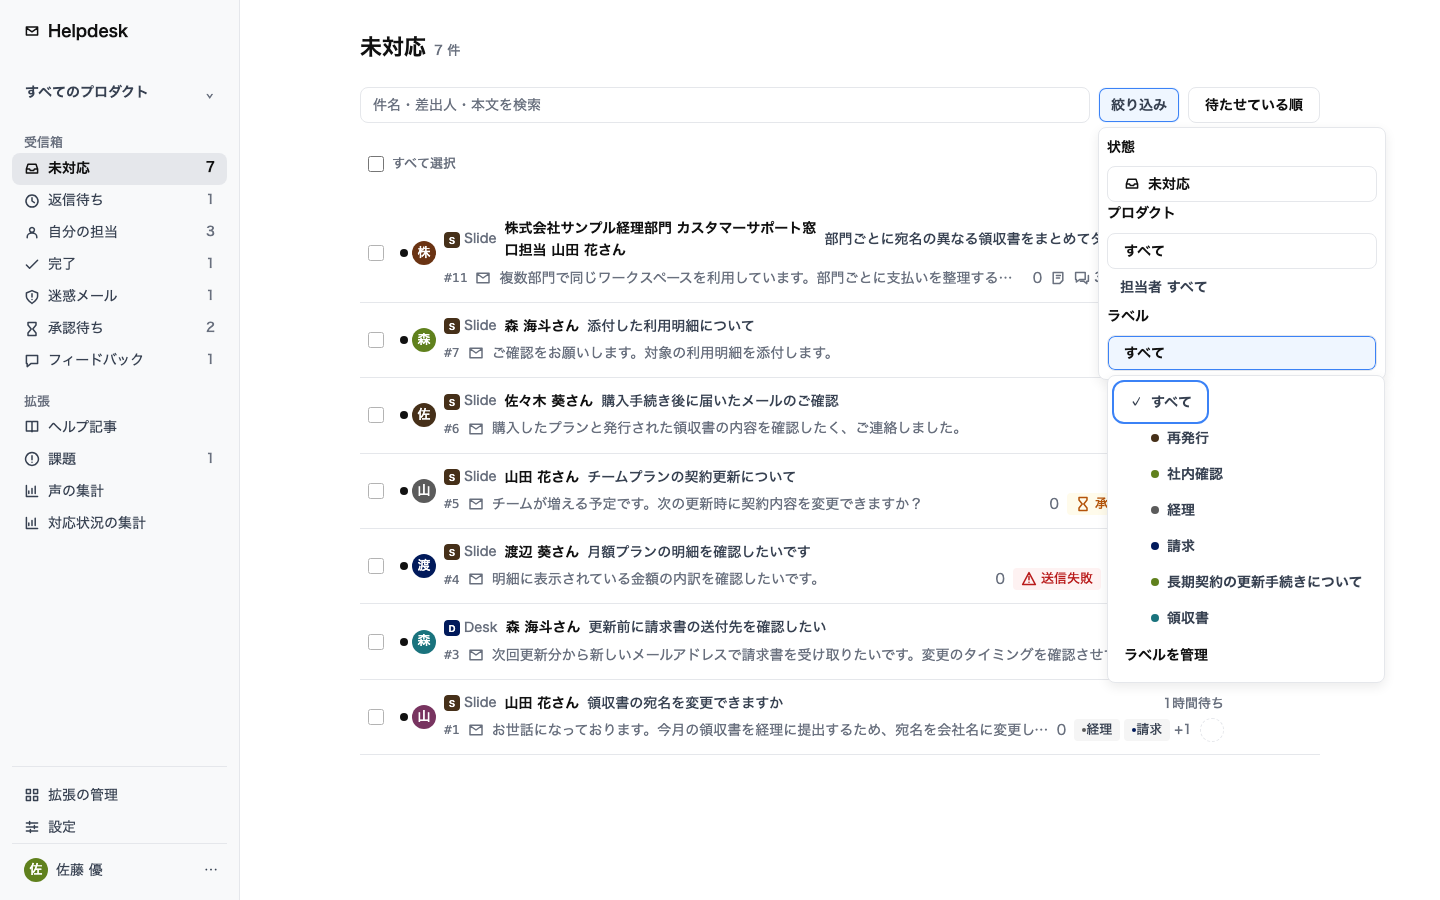 Helpdesk
すべてのプロダクト
受信箱
未対応 7
返信待ち 1
自分の担当 3
完了 1
迷惑メール 1
承認待ち 2
フィードバック 1
拡張
ヘルプ記事
課題 1
声の集計
対応状況の集計
拡張の管理
設定
佐 佐藤 優 ...
未対応 7 件
件名・差出人・本文を検索
絞り込み
待たせている順
すべて選択
株 S Slide 株式会社サンプル経理部門 カスタマーサポート窓
口担当 山田 花さん
部門ごとに宛名の異なる領収書をまとめて
#11 複数部門で同じワークスペースを利用しています。部門ごとに支払いを整理する… 0
森 S Slide 森 海斗さん 添付した利用明細について
#7 ご確認をお願いします。対象の利用明細を添付します。
佐 S Slide 佐々木 葵さん 購入手続き後に届いたメールのご確認
#6 購入したプランと発行された領収書の内容を確認したく、ご連絡しました。
山 S Slide 山田 花さん チームプランの契約更新について
#5 チームが増える予定です。次の更新時に契約内容を変更できますか？ 0 承
渡 S Slide 渡辺 葵さん 月額プランの明細を確認したいです
#4 明細に表示されている金額の内訳を確認したいです。 0 送信失敗
森 D Desk 森 海斗さん 更新前に請求書の送付先を確認したい
#3 次回更新分から新しいメールアドレスで請求書を受け取りたいです。変更のタイミングを確認させ
山 S Slide 山田 花さん 領収書の宛名を変更できますか 1時間待ち
#1 お世話になっております。今月の領収書を経理に提出するため、宛名を会社名に変更し… 0 •経理 •請求 +1
状態
未対応
プロダクト
すべて
担当者 すべて
ラベル
すべて
✓ すべて
再発行
社内確認
経理
請求
長期契約の更新手続きについて
領収書
ラベルを管理